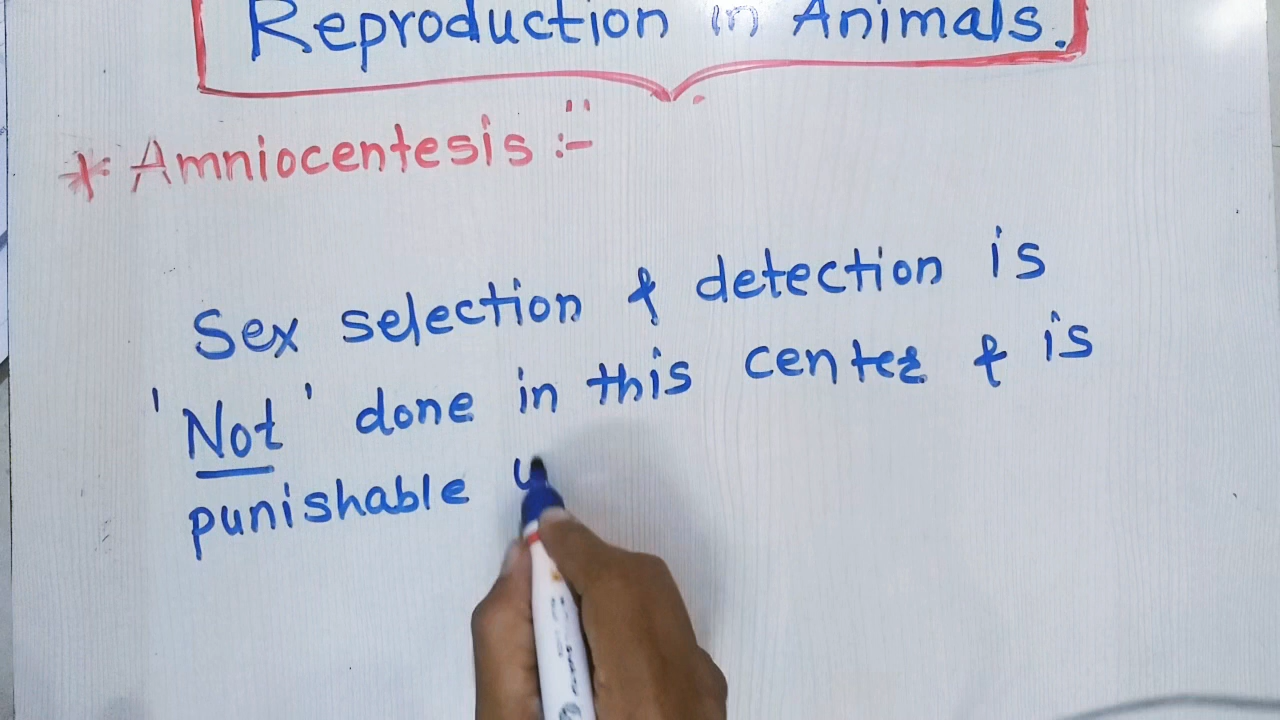 Reproduction in Animals.
* Amniocentesis :-
Sex selection & detection is
'Not' done in this center & is
punishable u